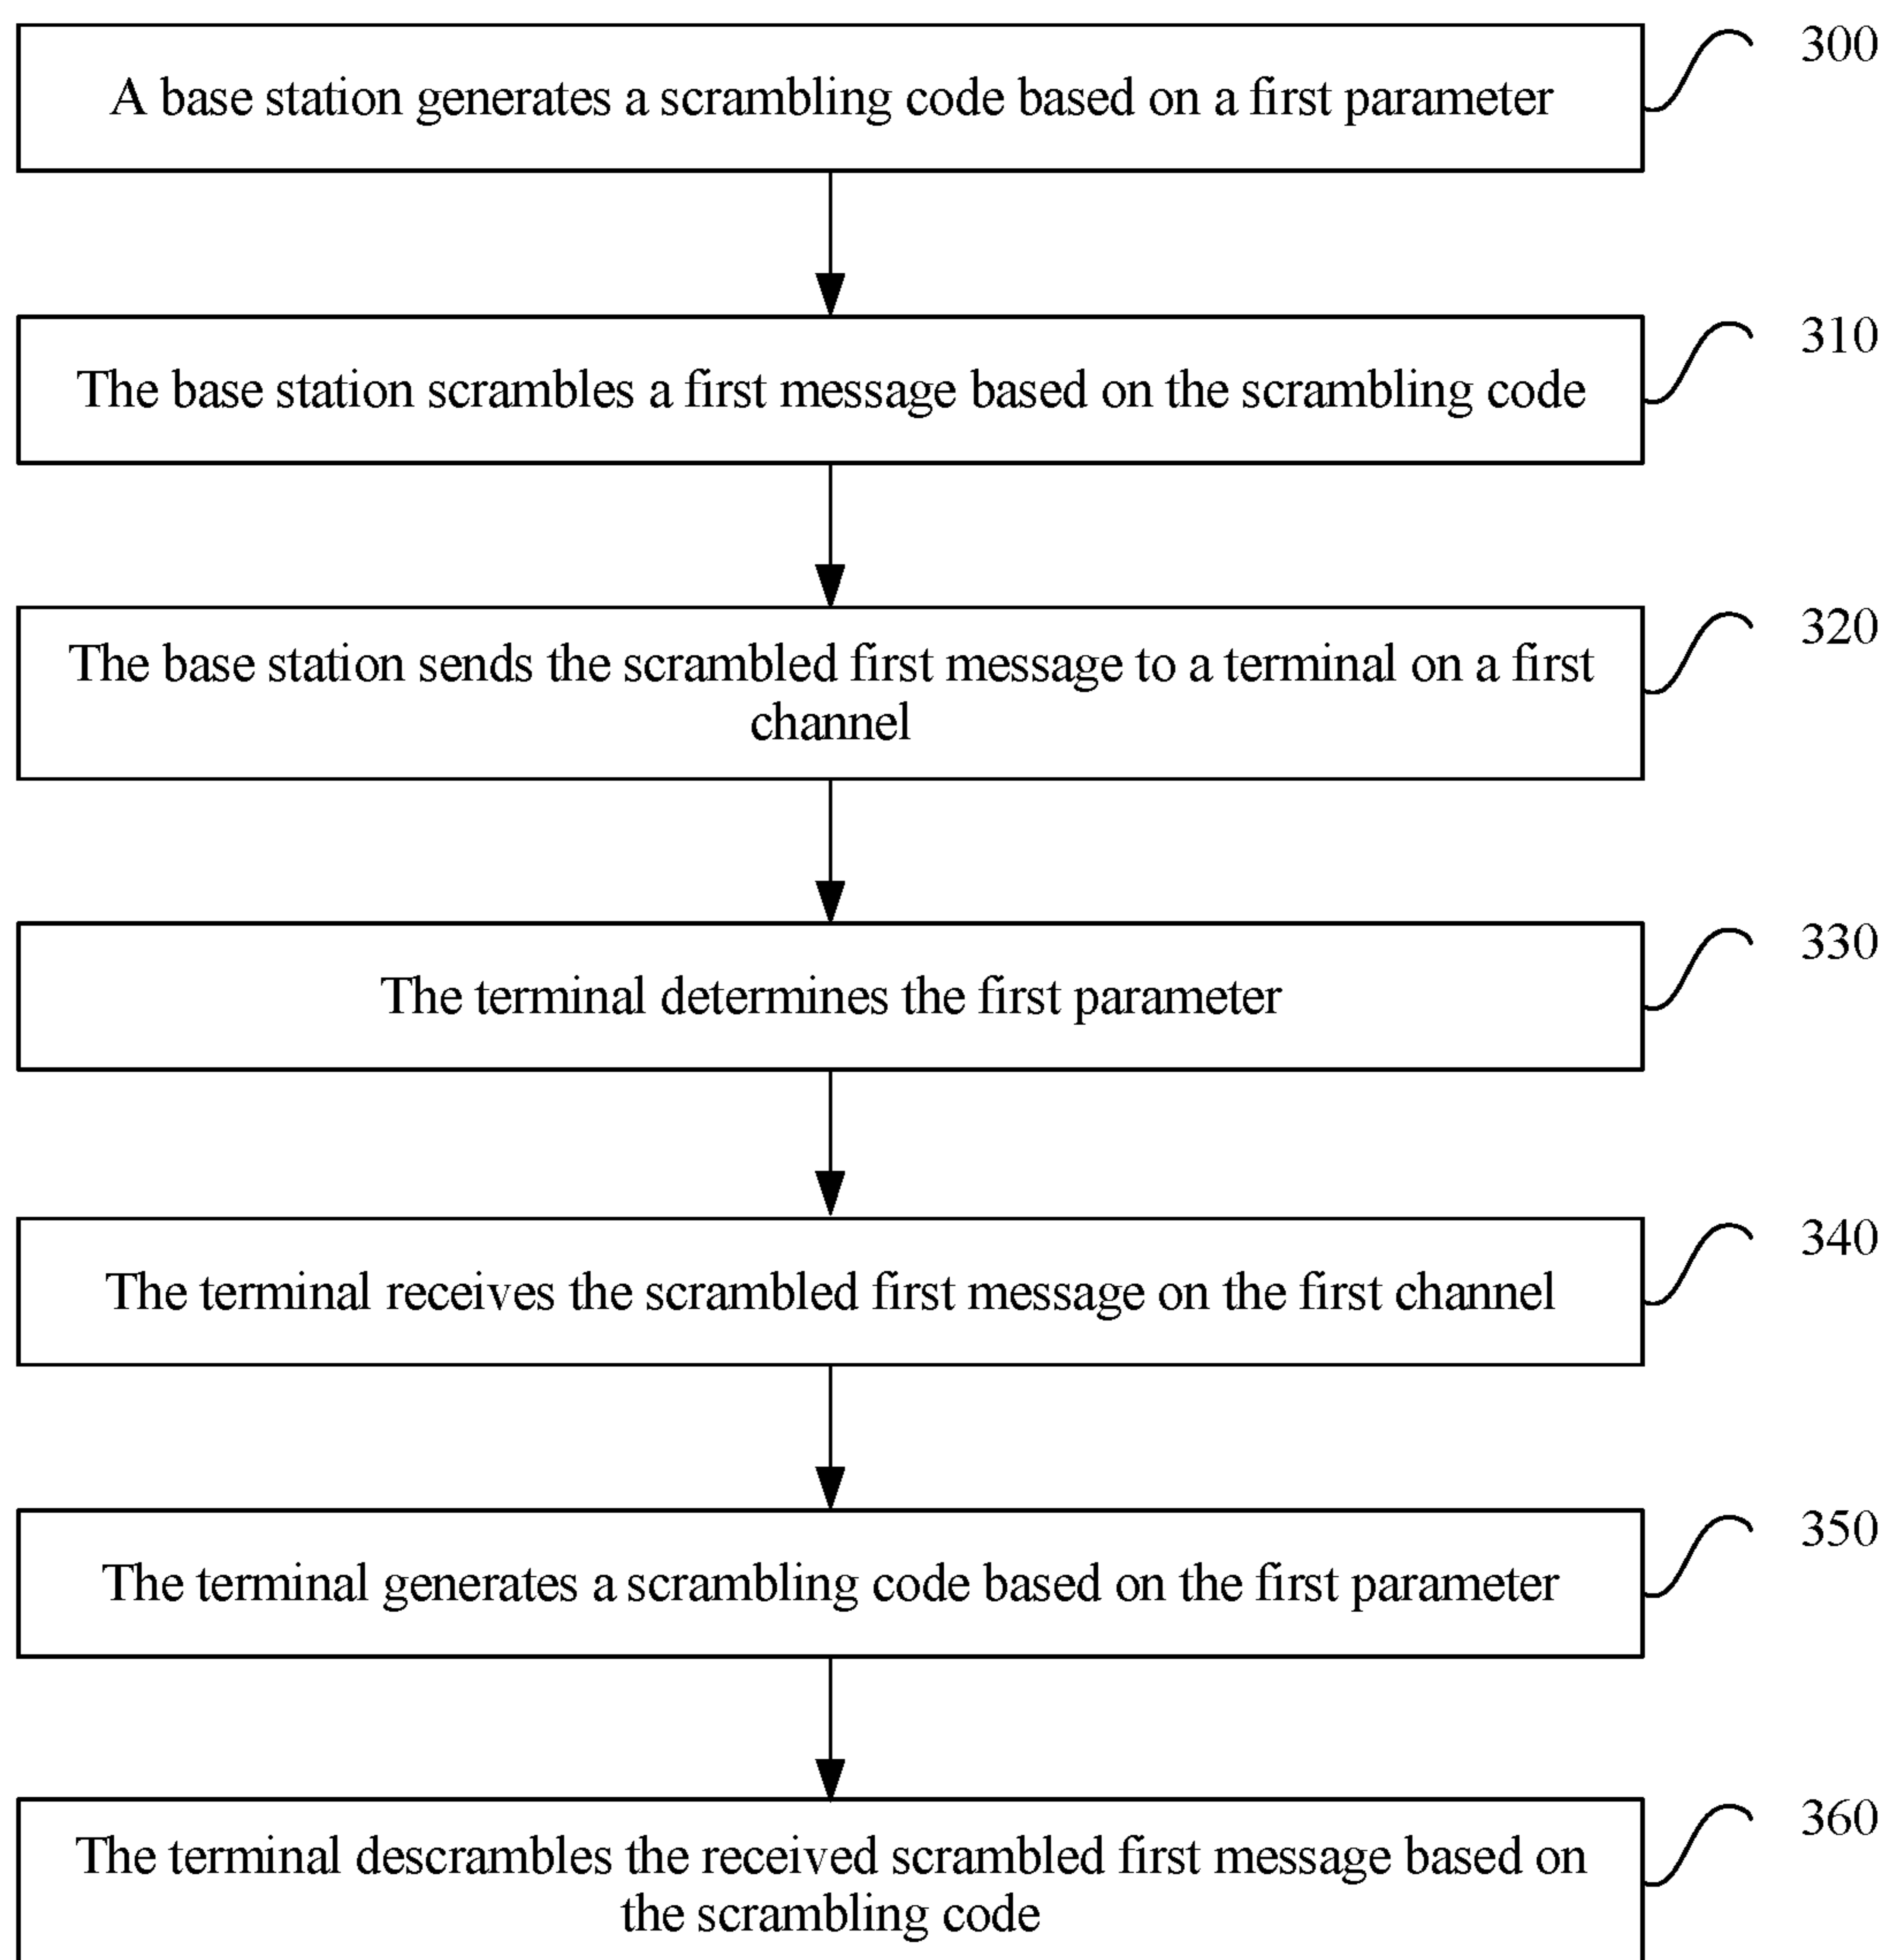 A base station generates a scrambling code based on a first parameter
300
The base station scrambles a first message based on the scrambling code
310
The base station sends the scrambled first message to a terminal on a first
channel
320
The terminal determines the first parameter
330
The terminal receives the scrambled first message on the first channel
340
The terminal generates a scrambling code based on the first parameter
350
The terminal descrambles the received scrambled first message based on
the scrambling code
360